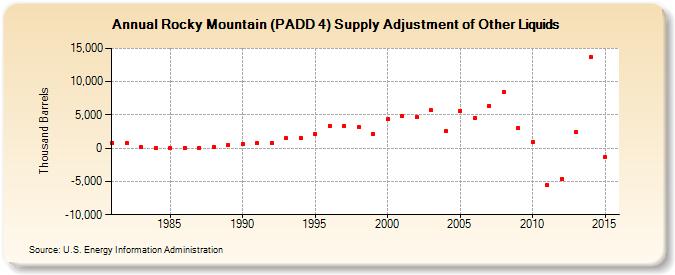 Annual Rocky Mountain (PADD 4) Supply Adjustment of Other Liquids
Thousand Barrels
15,000
10,000
5,000
0
-5,000
-10,000
1985 1990 1995 2000 2005 2010 2015
Source: U.S. Energy Information Administration